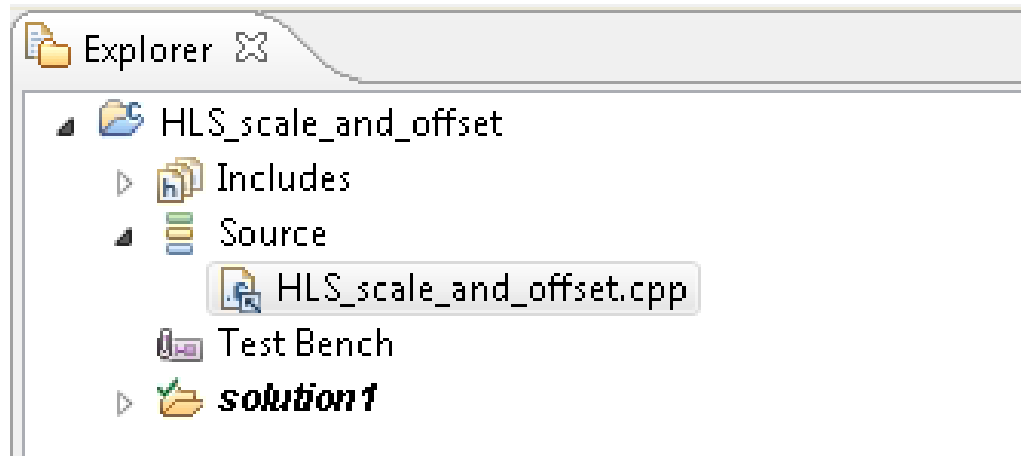 Explorer
HLS_scale_and_offset
Includes
Source
HLS_scale_and_offset.cpp
Test Bench
solution1